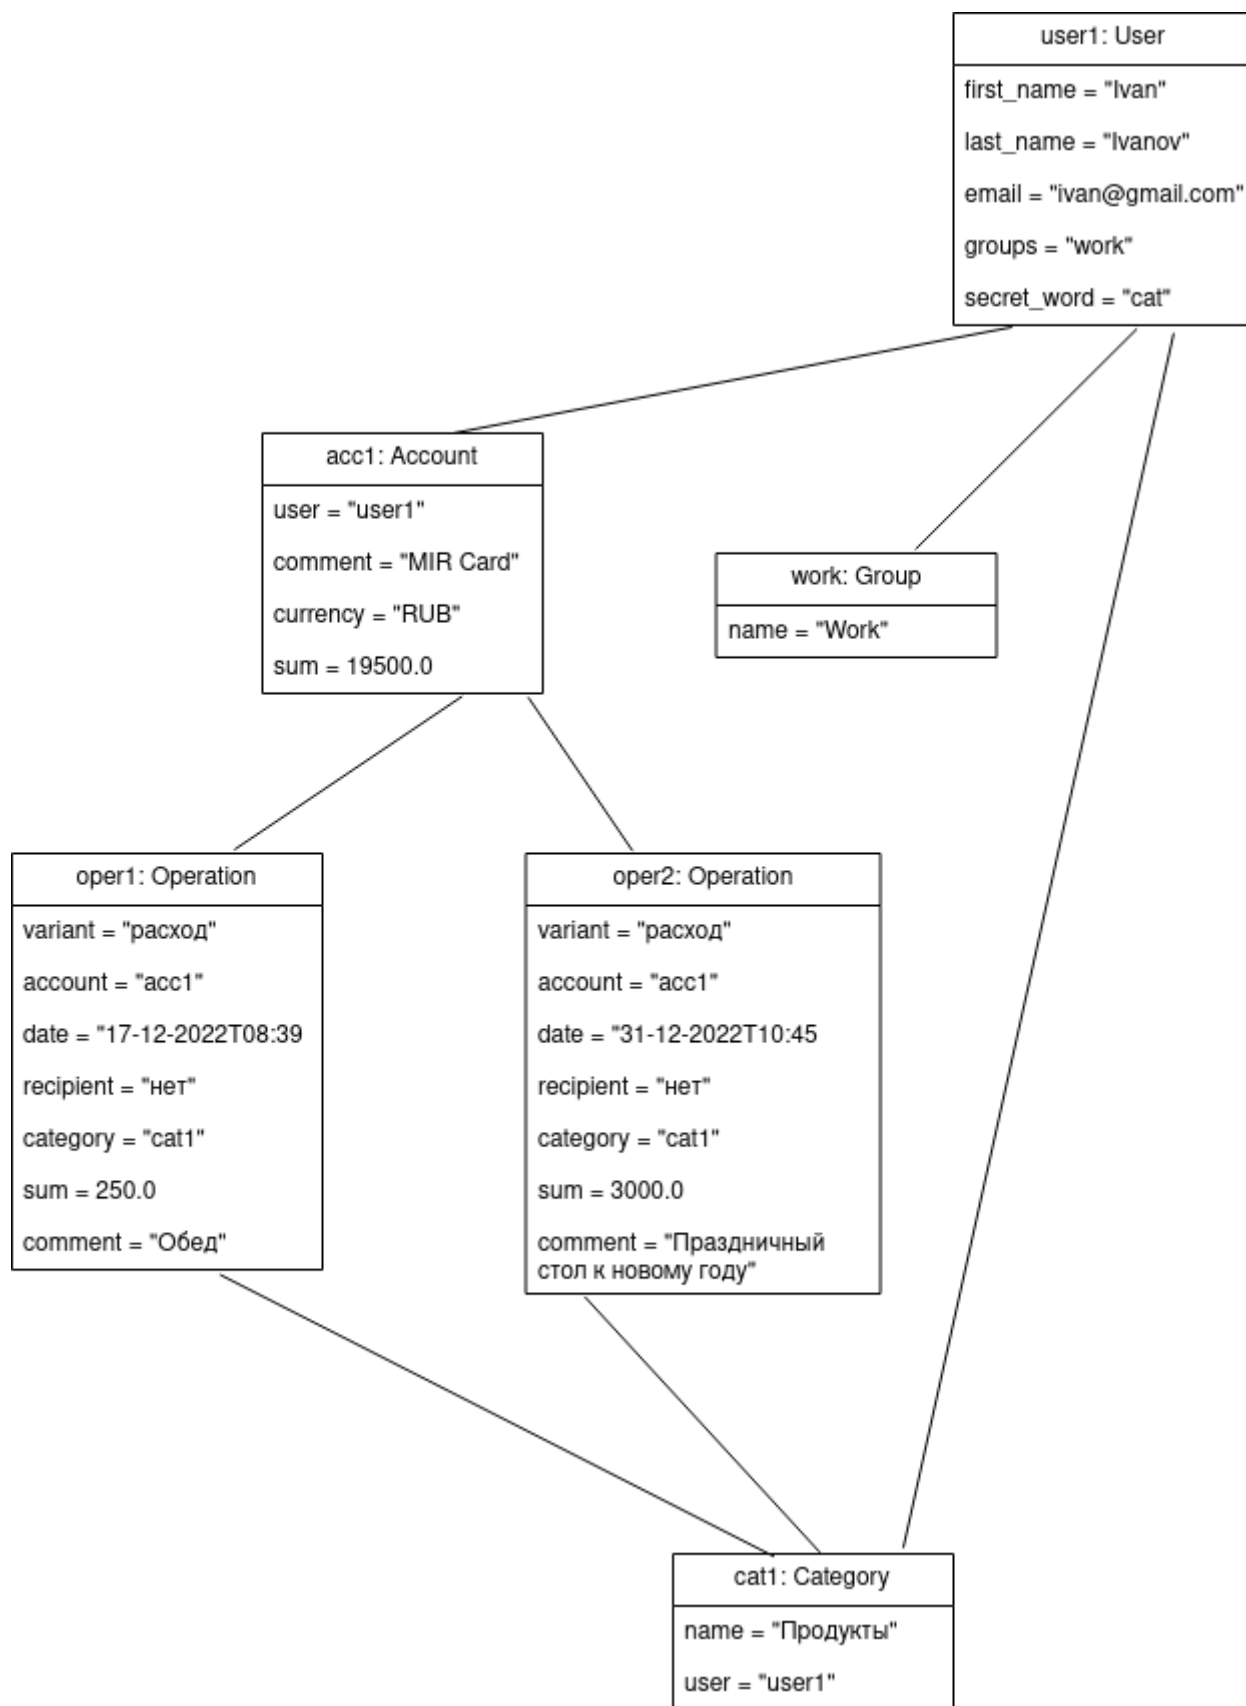 user1: User
first_name = "Ivan"
last_name = "Ivanov"
email = "ivan@gmail.com"
groups = "work"
secret_word = "cat"
acc1: Account
user = "user1"
comment = "MIR Card"
currency = "RUB"
sum = 19500.0
work: Group
name = "Work"
oper1: Operation
variant = "расход"
account = "acc1"
date = "17-12-2022T08:39
recipient = "нет"
category = "cat1"
sum = 250.0
comment = "Обед"
oper2: Operation
variant = "расход"
account = "acc1"
date = "31-12-2022T10:45
recipient = "нет"
category = "cat1"
sum = 3000.0
comment = "Праздничный
стол к новому году"
cat1: Category
name = "Продукты"
user = "user1"